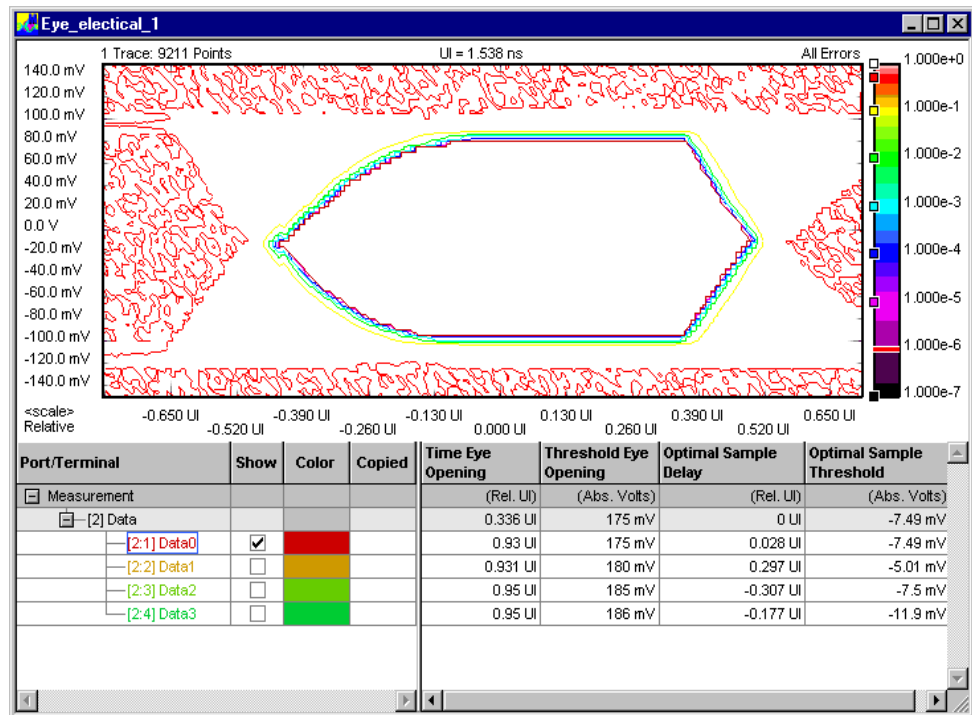 Eye_electical_1
1 Trace: 9211 Points UI = 1.538 ns All Errors
140.0 mV
120.0 mV
100.0 mV
80.0 mV
60.0 mV
40.0 mV
20.0 mV
0.0 V
-20.0 mV
-40.0 mV
-60.0 mV
-80.0 mV
-100.0 mV
-120.0 mV
-140.0 mV
1.000e+0
1.000e-1
1.000e-2
1.000e-3
1.000e-4
1.000e-5
1.000e-6
1.000e-7
<scale>
Relative
-0.650 UI -0.390 UI -0.130 UI 0.130 UI 0.390 UI 0.650 UI
-0.520 UI -0.260 UI 0.000 UI 0.260 UI 0.520 UI
Port/Terminal Show Color Copied Time Eye Opening Threshold Eye Opening Optimal Sample Delay Optimal Sample Threshold
Measurement (Rel. UI) (Abs. Volts) (Rel. UI) (Abs. Volts)
[2] Data 0.336 UI 175 mV 0 UI -7.49 mV
[2:1] Data0 0.93 UI 175 mV 0.028 UI -7.49 mV
[2:2] Data1 0.931 UI 180 mV 0.297 UI -5.01 mV
[2:3] Data2 0.95 UI 185 mV -0.307 UI -7.5 mV
[2:4] Data3 0.95 UI 186 mV -0.177 UI -11.9 mV